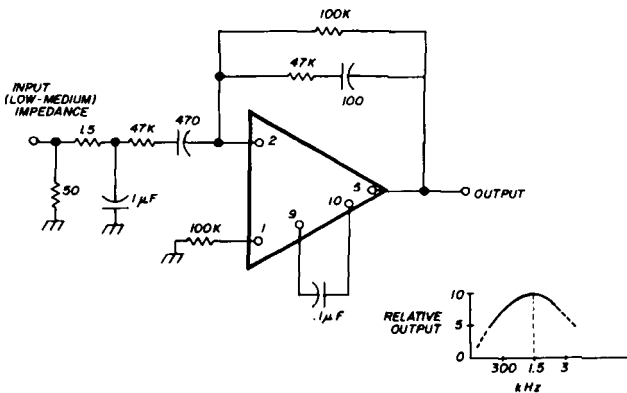 100K
47K
100
INPUT
(LOW-MEDIUM)
IMPEDANCE
1.5
47K
470
2
50
1μF
5
OUTPUT
10
9
100K
1
.1μF
RELATIVE
OUTPUT
10
5
0
300 1.5 3
kHz